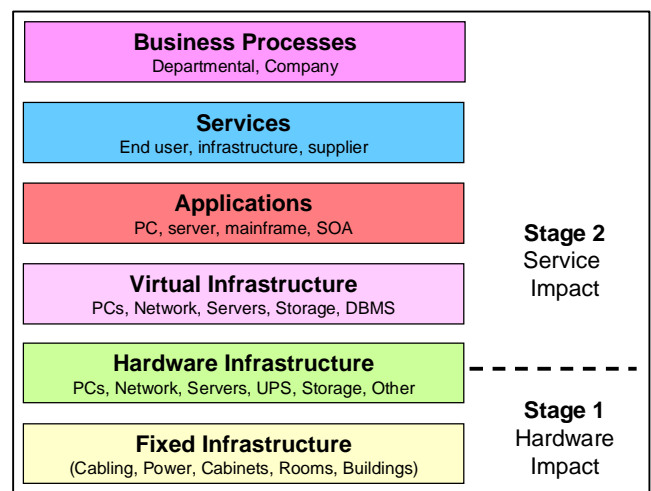 Business Processes
Departmental, Company
Services
End user, infrastructure, supplier
Applications
PC, server, mainframe, SOA
Virtual Infrastructure
PCs, Network, Servers, Storage, DBMS
Hardware Infrastructure
PCs, Network, Servers, UPS, Storage, Other
Fixed Infrastructure
(Cabling, Power, Cabinets, Rooms, Buildings)
Stage 2
Service
Impact
Stage 1
Hardware
Impact